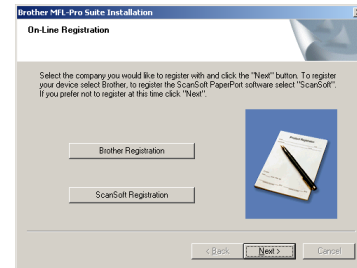 Brother MFL-Pro Suite Installation
On-Line Registration
Select the company you would like to register with and click the "Next" button. To register
your device select Brother, to register the ScanSoft PaperPort software select "ScanSoft".
If you prefer not to register at this time click "Next".
Brother Registration
ScanSoft Registration
< Back
Next >
Cancel